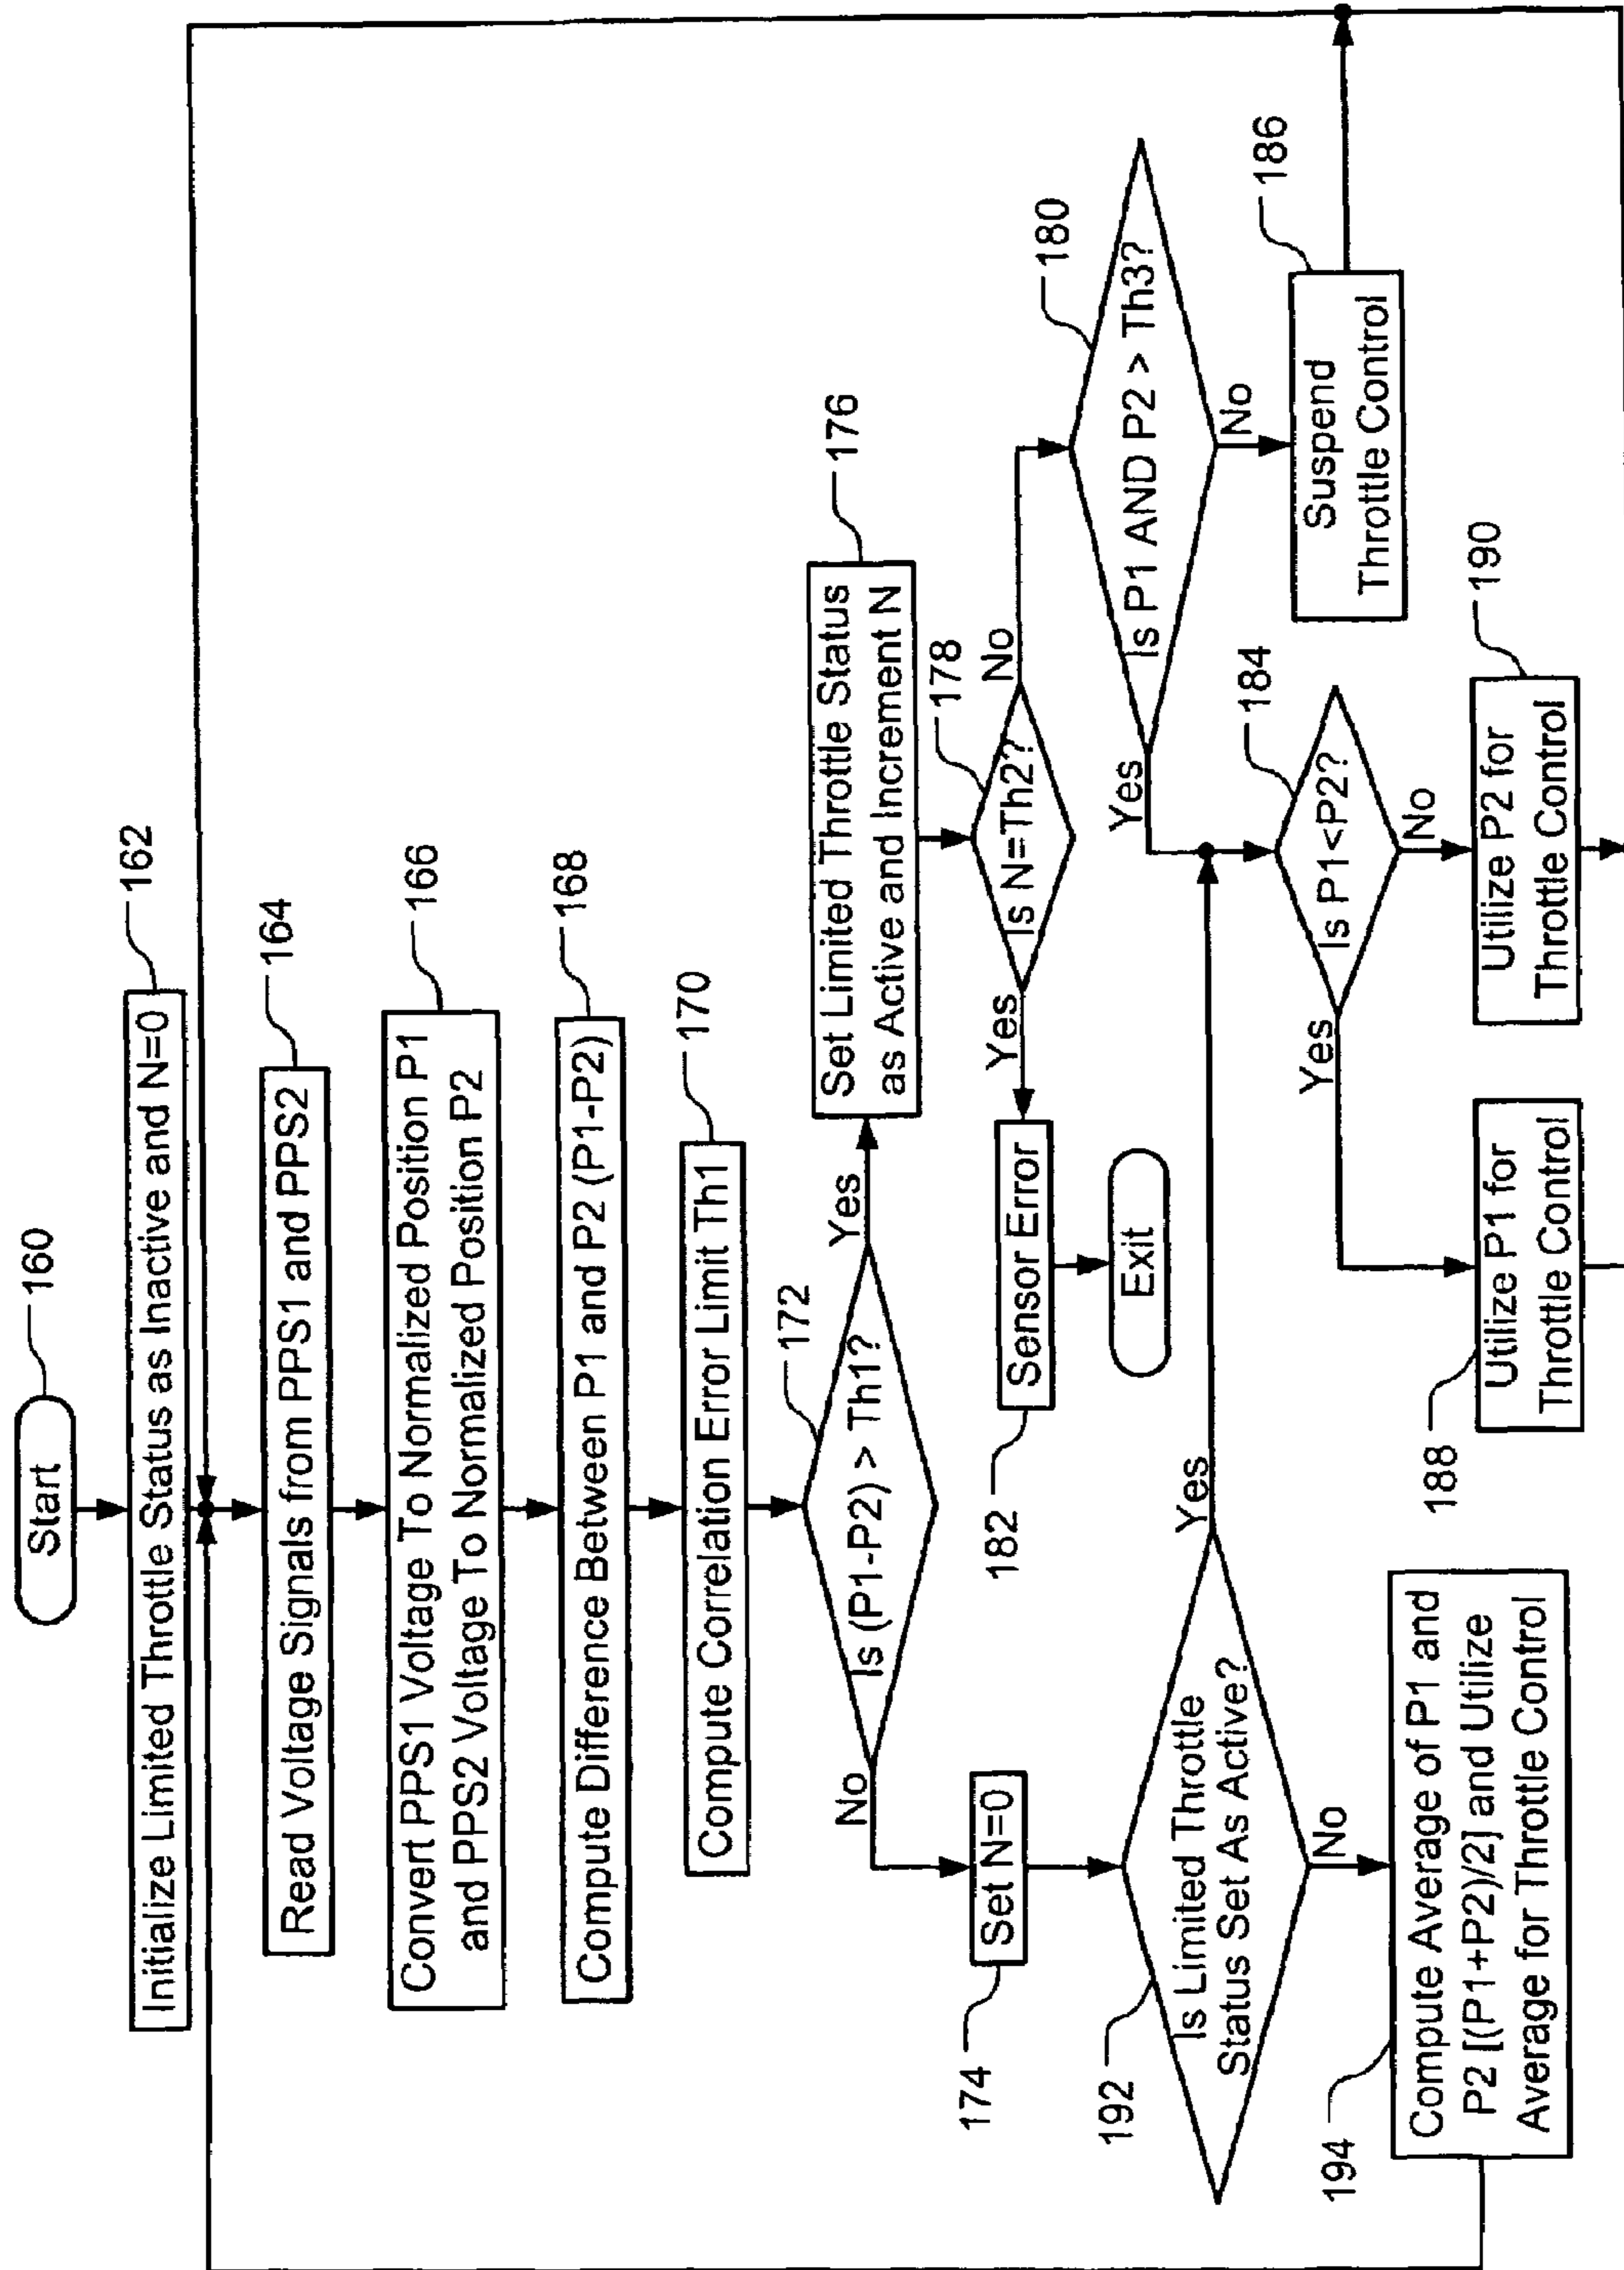 Start
160
Initialize Limited Throttle Status as Inactive and N=0
162
Read Voltage Signals from PPS1 and PPS2
164
Convert PPS1 Voltage To Normalized Position P1
and PPS2 Voltage To Normalized Position P2
166
Compute Difference Between P1 and P2 (P1-P2)
168
Compute Correlation Error Limit Th1
170
Is (P1-P2) > Th1?
172
No
Yes
Set N=0
174
Set Limited Throttle Status
as Active and Increment N
176
Is N=Th2?
178
Yes
No
Sensor Error
182
Exit
Is P1 AND P2 > Th3?
180
Yes
No
Is Limited Throttle
Status Set As Active?
192
Yes
No
Is P1<P2?
184
Yes
No
Suspend
Throttle Control
186
Compute Average of P1 and
P2 [(P1+P2)/2] and Utilize
Average for Throttle Control
194
Utilize P1 for
Throttle Control
188
Utilize P2 for
Throttle Control
190